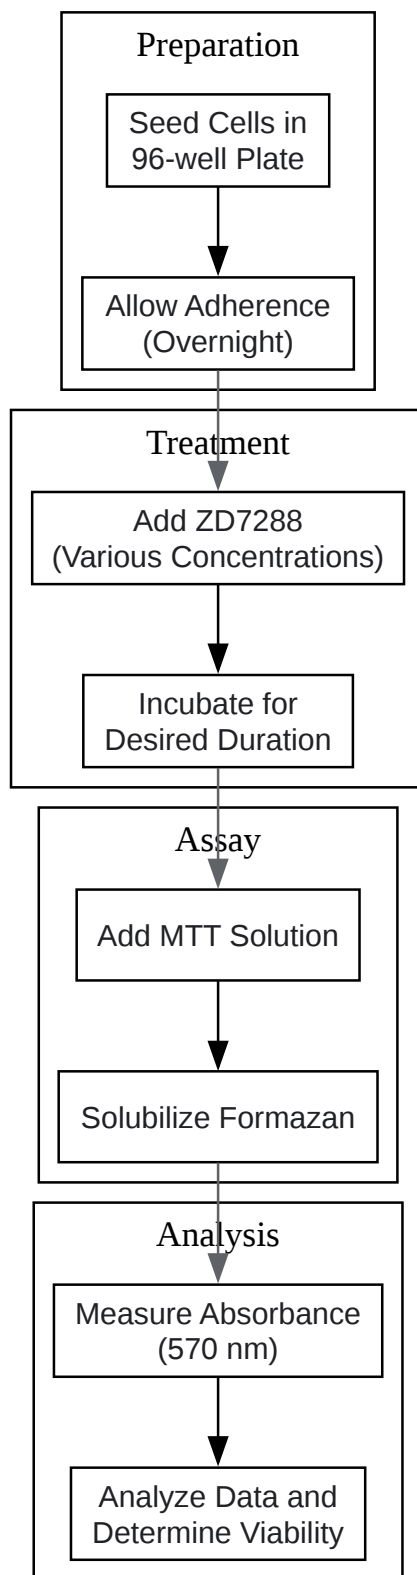 Preparation
Seed Cells in
96-well Plate
Allow Adherence
(Overnight)
Treatment
Add ZD7288
(Various Concentrations)
Incubate for
Desired Duration
Assay
Add MTT Solution
Solubilize Formazan
Analysis
Measure Absorbance
(570 nm)
Analyze Data and
Determine Viability